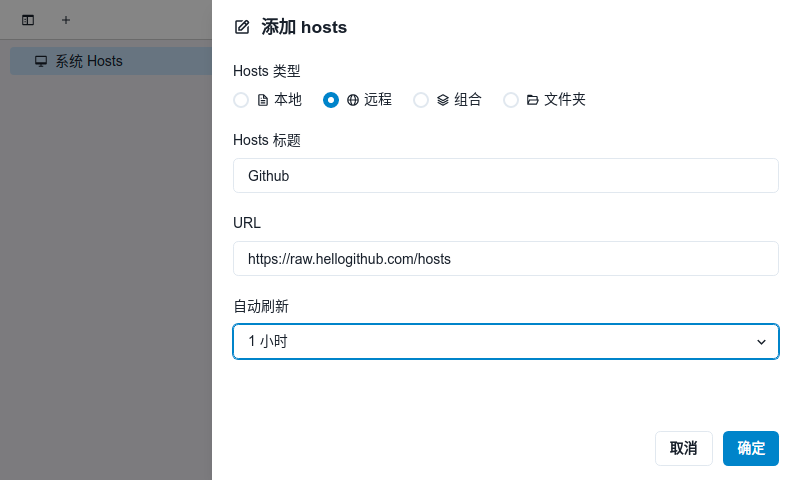 添加 hosts
系统 Hosts
Hosts 类型
本地 远程 组合 文件夹
Hosts 标题
Github
URL
https://raw.hellogithub.com/hosts
自动刷新
1 小时
取消 确定